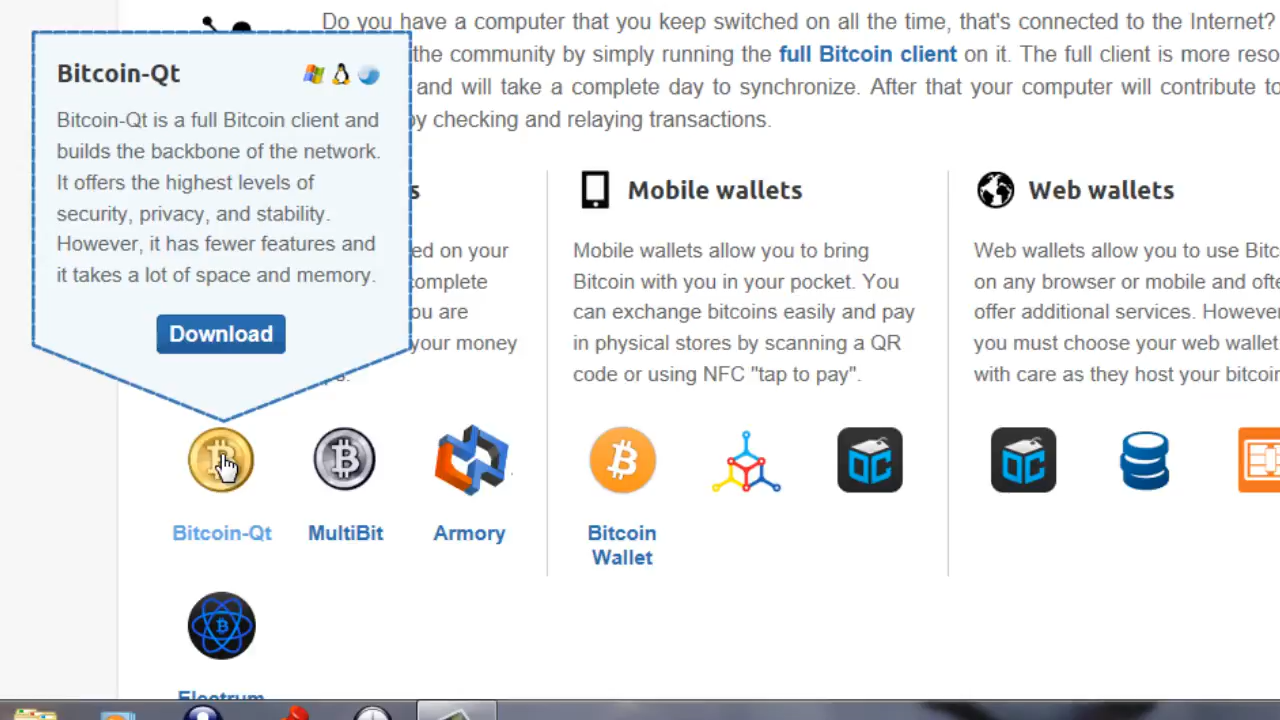 Do you have a computer that you keep switched on all the time, that's connected to the Internet?
the community by simply running the full Bitcoin client on it. The full client is more
and will take a complete day to synchronize. After that your computer will contribute
by checking and relaying transactions.
Bitcoin-Qt
Bitcoin-Qt is a full Bitcoin client and
builds the backbone of the network.
It offers the highest levels of
security, privacy, and stability.
However, it has fewer features and
it takes a lot of space and memory.
Download
on your
you are
your money
Bitcoin-Qt
MultiBit
Armory
Electrum
Mobile wallets
Mobile wallets allow you to bring
Bitcoin with you in your pocket. You
can exchange bitcoins easily and pay
in physical stores by scanning a QR
code or using NFC "tap to pay".
Bitcoin
Wallet
Web wallets
Web wallets allow you to use
on any browser or mobile and
offer additional services. However
you must choose your web wallet
with care as they host your